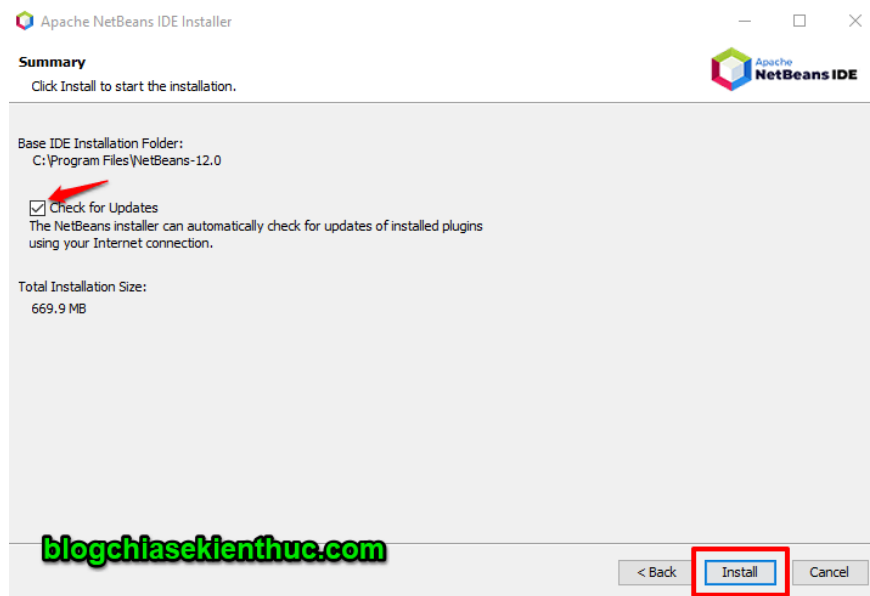 Apache NetBeans IDE Installer
Summary
Click Install to start the installation.
Apache
NetBeans IDE
Base IDE Installation Folder:
C:\Program Files\NetBeans-12.0
Check for Updates
The NetBeans installer can automatically check for updates of installed plugins
using your Internet connection.
Total Installation Size:
669.9 MB
blogchiasekienthuc.com
< Back Install Cancel